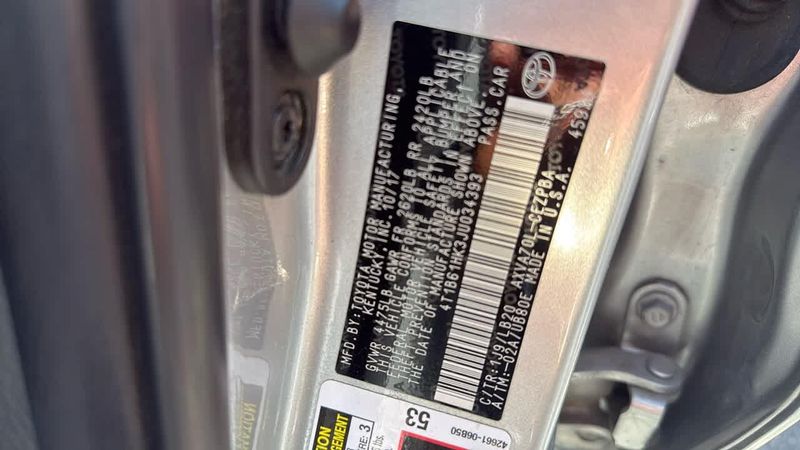 MFD.BY:TOYOTA MOTOR MANUFACTURING,
KENTUCKY,INC. 10/17
GVWR 4475LB GAWR FR 2620LB RR 2420LB
THIS VEHICLE CONFORMS TO ALL APPLICABLE
FEDERAL MOTOR VEHICLE SAFETY, BUMPER, AND
THEFT PREVENTION STANDARDS IN EFFECT ON
THE DATE OF MANUFACTURE SHOWN ABOVE.
4T1B61HK3JU034393 PASS.CAR
C/TR:1J9/LB20 AXVA70L-CEZPBA
A/TM:-02A/UB80E MADE IN U.S.A.
53
42661-06B50